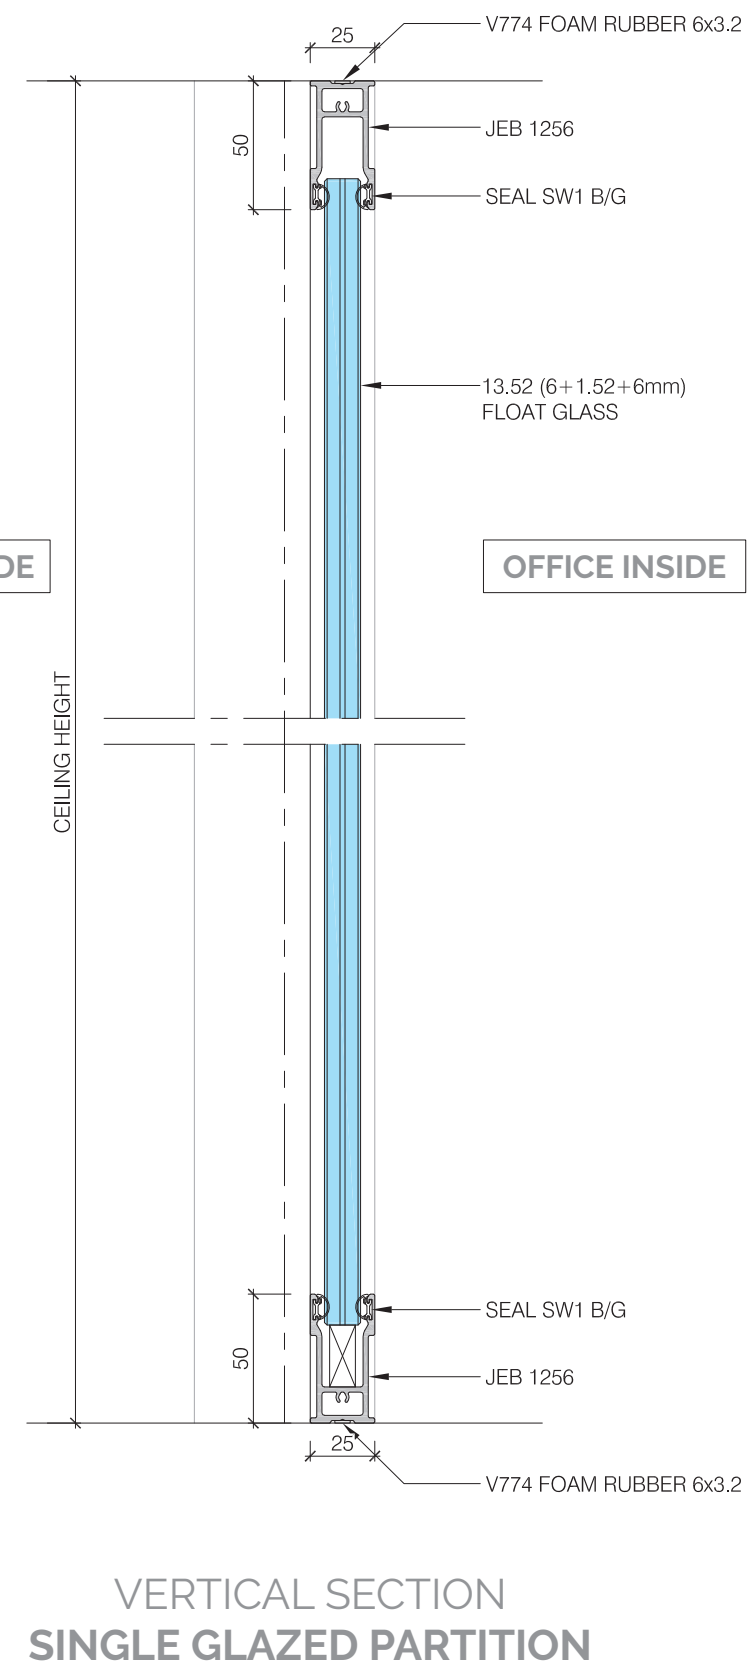 V774 FOAM RUBBER 6x3.2
25
50
JEB 1256
SEAL SW1 B/G
13.52 (6+1.52+6mm)
FLOAT GLASS
DE
OFFICE INSIDE
CEILING HEIGHT
SEAL SW1 B/G
50
JEB 1256
25
V774 FOAM RUBBER 6x3.2
VERTICAL SECTION
SINGLE GLAZED PARTITION